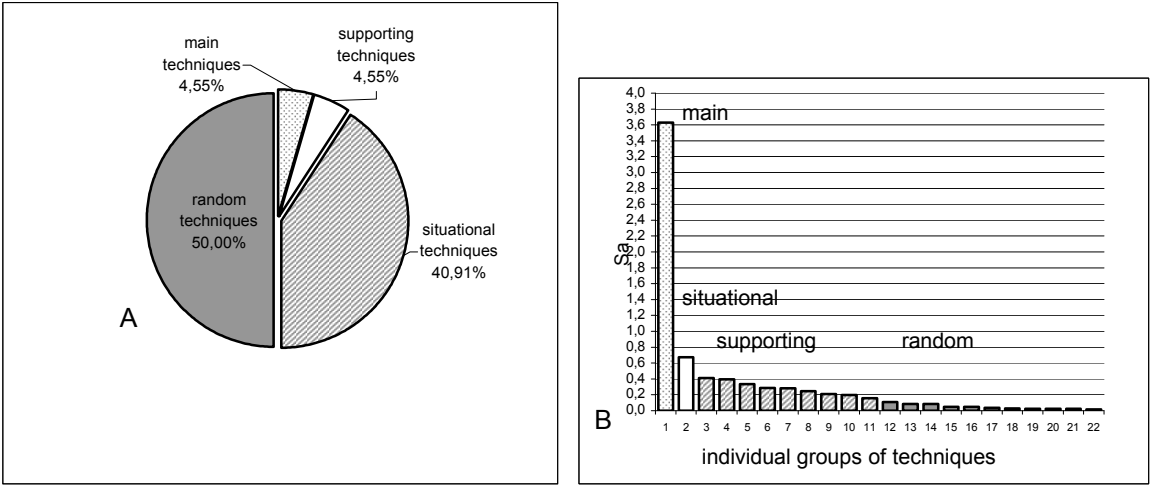 main
techniques
4,55%
supporting
techniques
4,55%
random
techniques
50,00%
situational
techniques
40,91%
A
4,0
3,8
3,6
3,4
3,2
3,0
2,8
2,6
2,4
2,2
2,0
1,8
1,6
1,4
1,2
1,0
0,8
0,6
0,4
0,2
0,0
Sa
main
situational
supporting random
B
1 2 3 4 5 6 7 8 9 10 11 12 13 14 15 16 17 18 19 20 21 22
individual groups of techniques